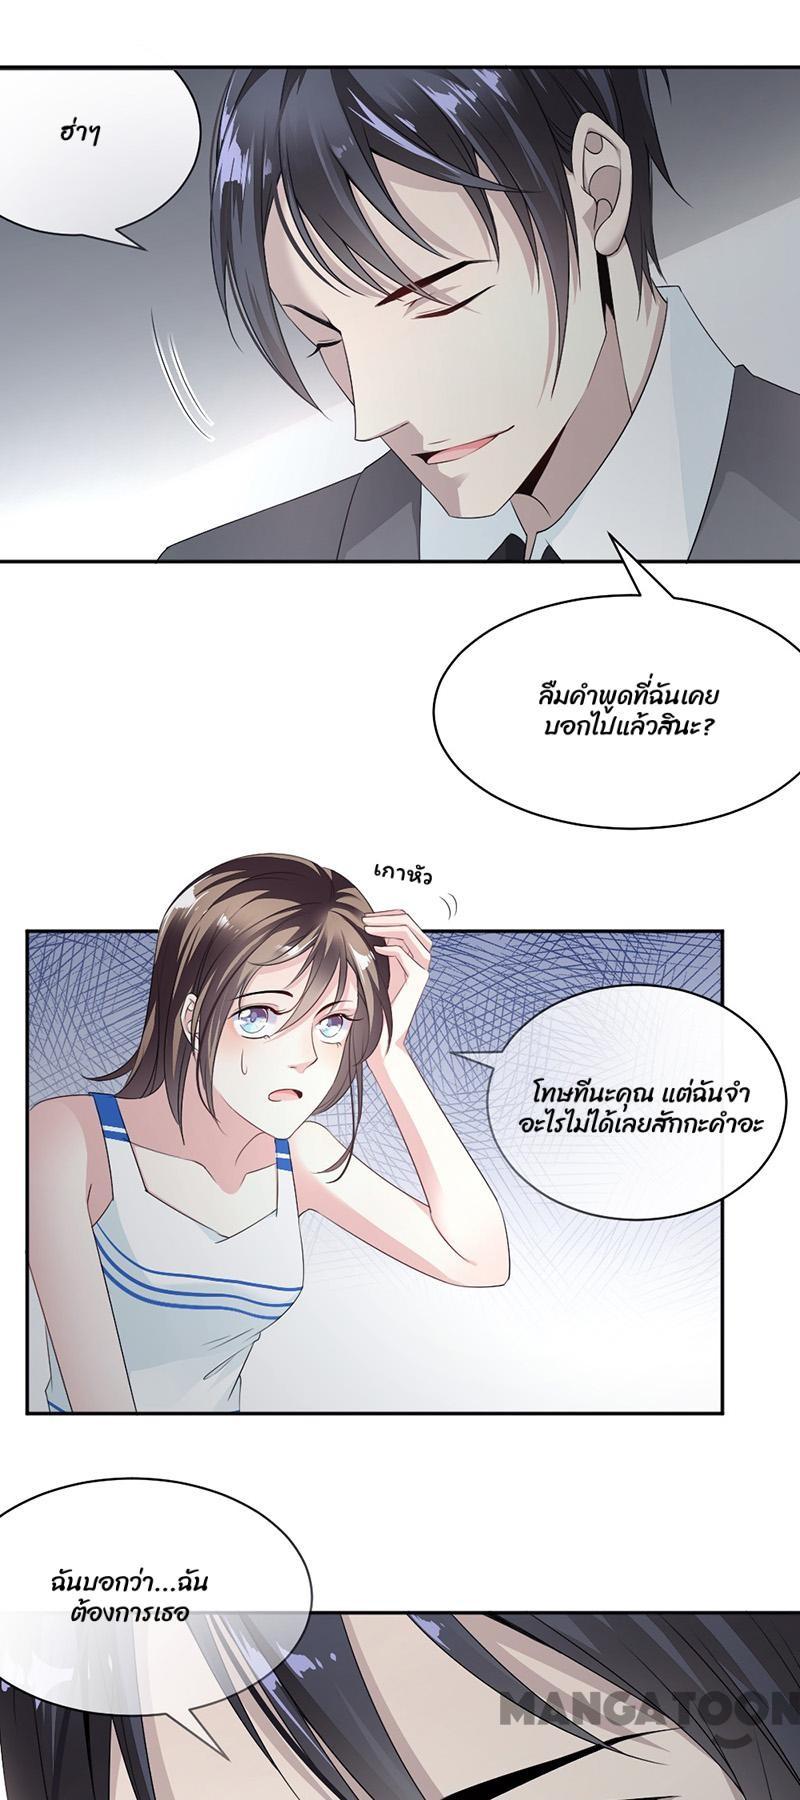 ฮ่าๆ
ลืมคำพูดที่ฉันเคย
บอกไปแล้วสินะ?
เกาหัว
โทษทีนะคุณ แต่ฉันจำ
อะไรไม่ได้เลยสักกะคำอะ
ฉันบอกว่า...ฉัน
ต้องการเธอ
MANGATOON